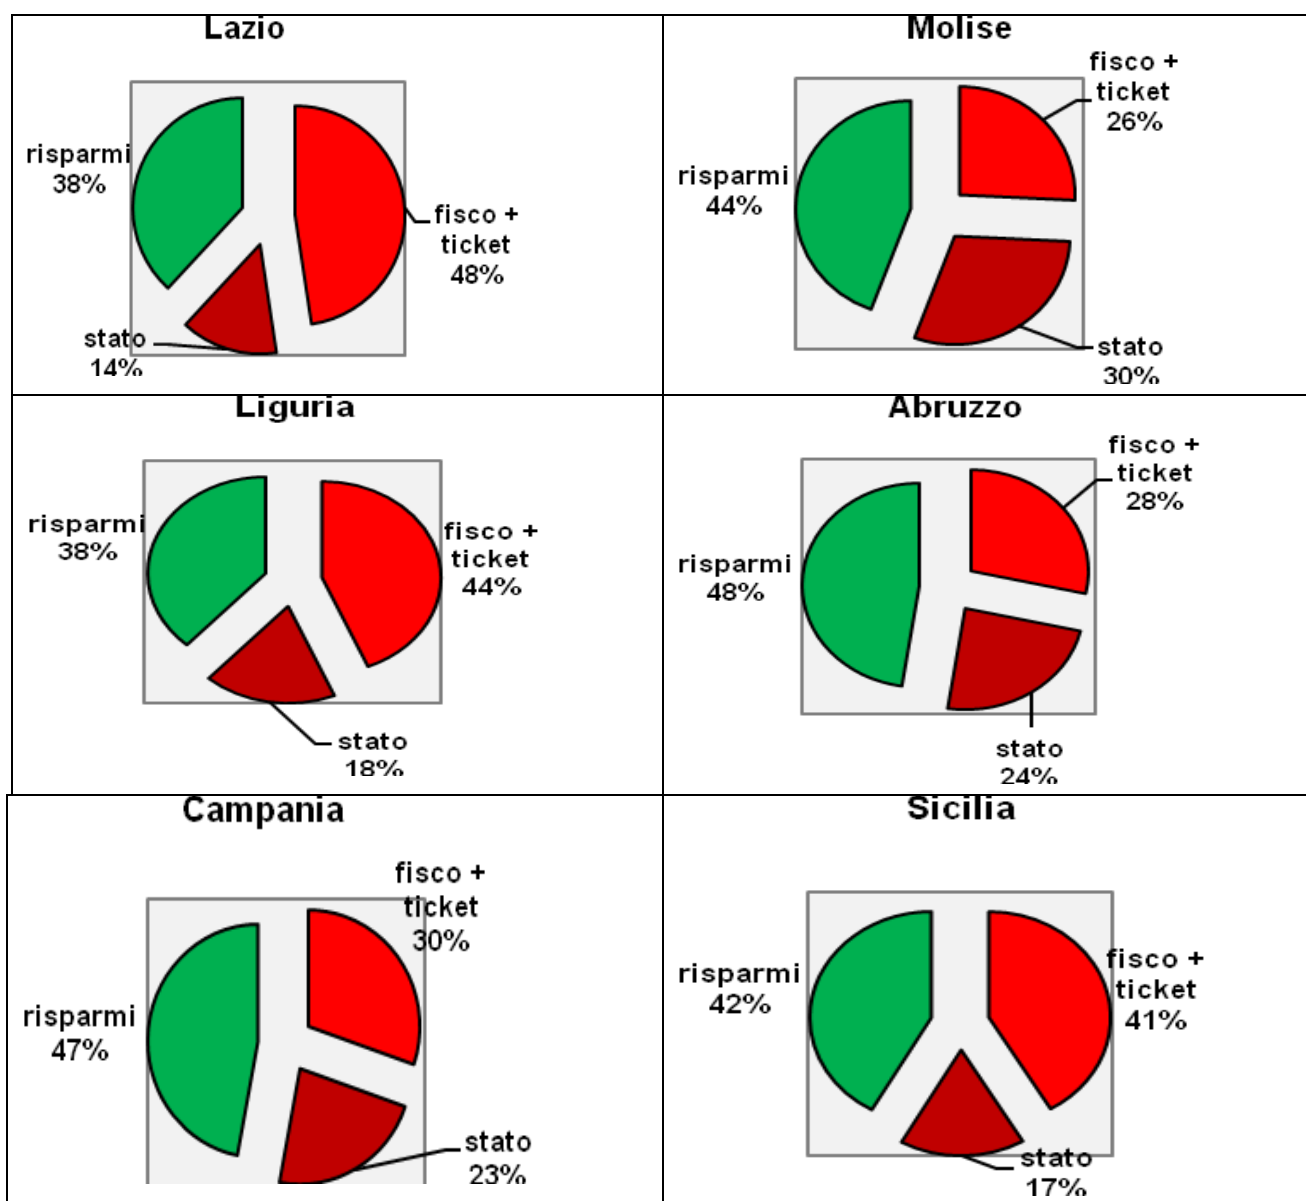 Lazio
risparmi
38%
fisco +
ticket
48%
stato
14%
Molise
fisco +
ticket
26%
risparmi
44%
stato
30%
Liguria
risparmi
38%
fisco +
ticket
44%
stato
18%
Abruzzo
fisco +
ticket
28%
risparmi
48%
stato
24%
Campania
fisco +
ticket
30%
risparmi
47%
stato
23%
Sicilia
risparmi
42%
fisco +
ticket
41%
stato
17%